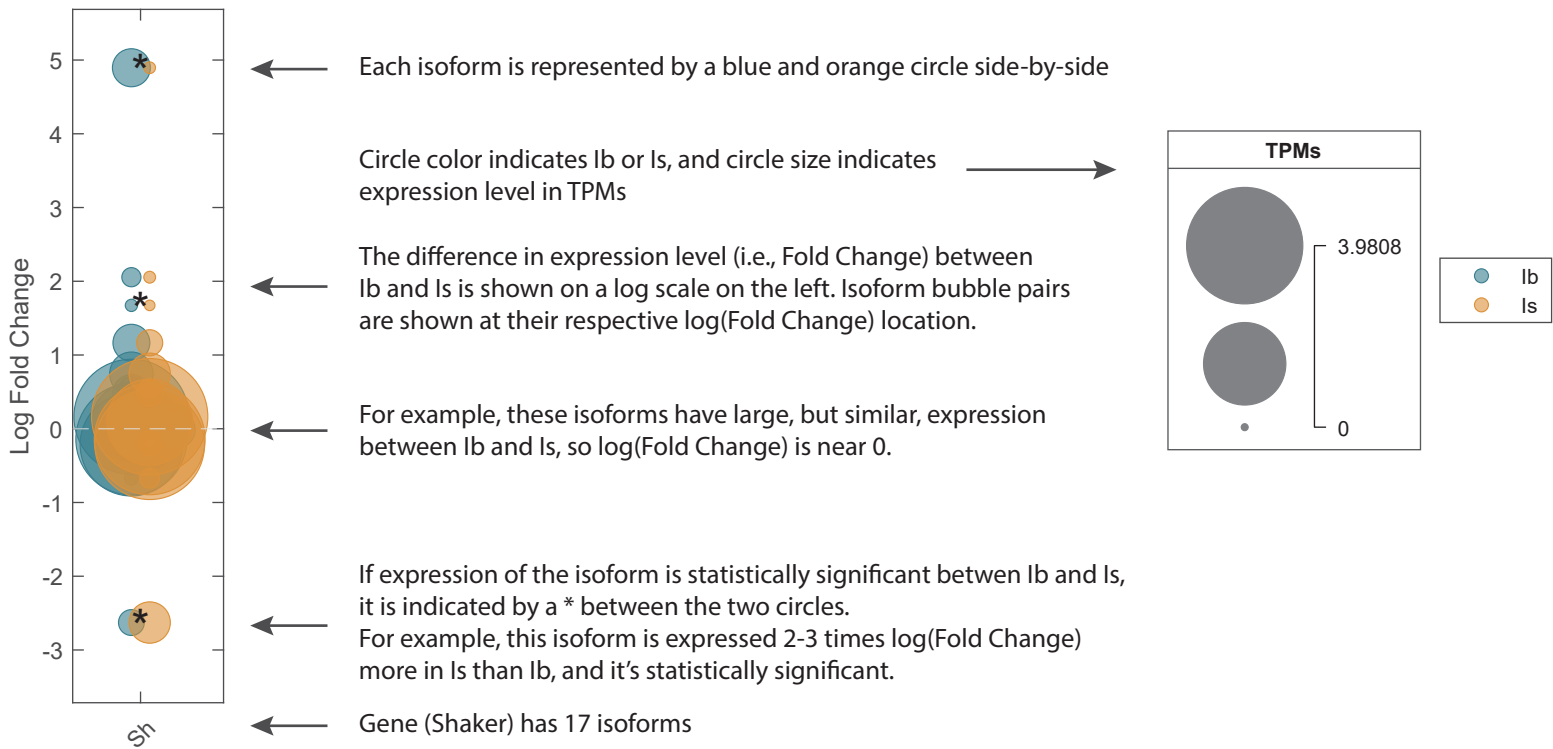 Log Fold Change
5
4
3
2
1
0
-1
-2
-3
*
*
*
Sh
Each isoform is represented by a blue and orange circle side-by-side
Circle color indicates Ib or Is, and circle size indicates
expression level in TPMs
The difference in expression level (i.e., Fold Change) between
Ib and Is is shown on a log scale on the left. Isoform bubble pairs
are shown at their respective log(Fold Change) location.
For example, these isoforms have large, but similar, expression
between Ib and Is, so log(Fold Change) is near 0.
If expression of the isoform is statistically significant betwen Ib and Is,
it is indicated by a * between the two circles.
For example, this isoform is expressed 2-3 times log(Fold Change)
more in Is than Ib, and it's statistically significant.
Gene (Shaker) has 17 isoforms
TPMs
3.9808
0
Ib
Is